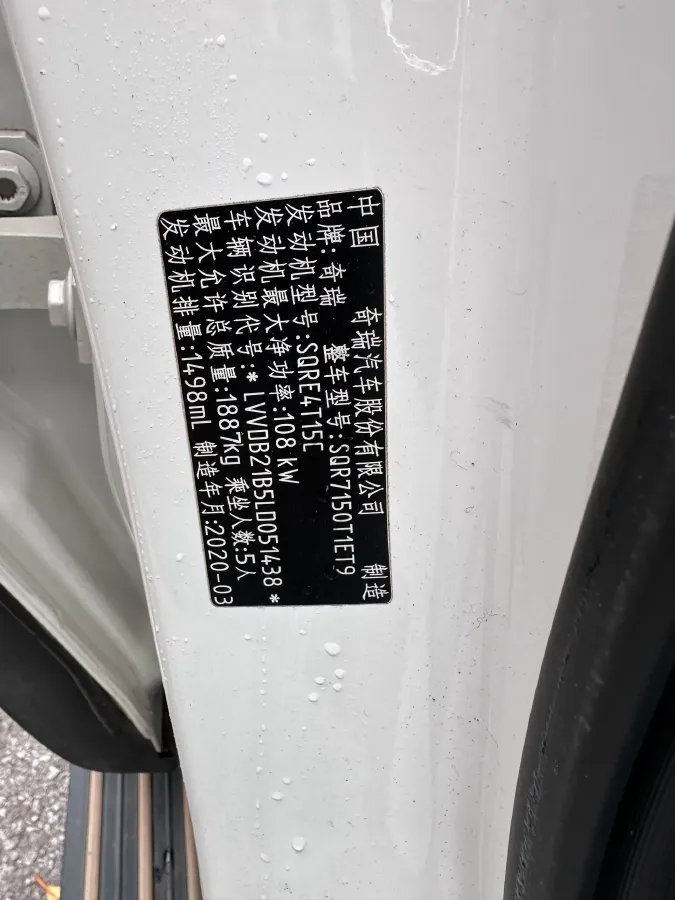 中国 奇瑞汽车股份有限公司 制造
品牌: 奇瑞 整车型号:SQR7150T1ET9
发动机型号:SQRE4T15C
发动机最大净功率:108 kW
车辆识别代号:* LVVDB21B5LD051438 *
最大允许总质量:1887kg 乘坐人数:5人
发动机排量:1498mL 制造年月:2020-03